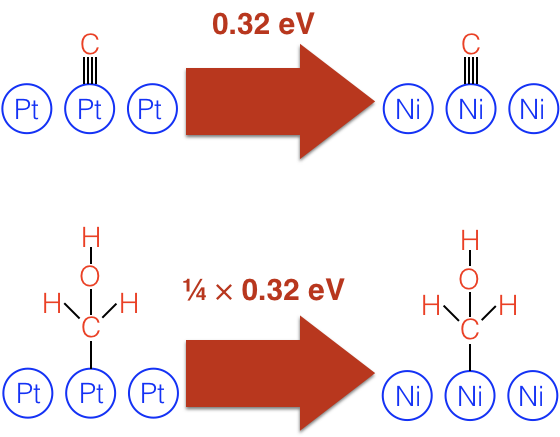 0.32 eV
C
C
Pt Pt Pt
Ni Ni Ni
H
H
O
O
¼ × 0.32 eV
H H
H H
C
C
Pt Pt Pt
Ni Ni Ni